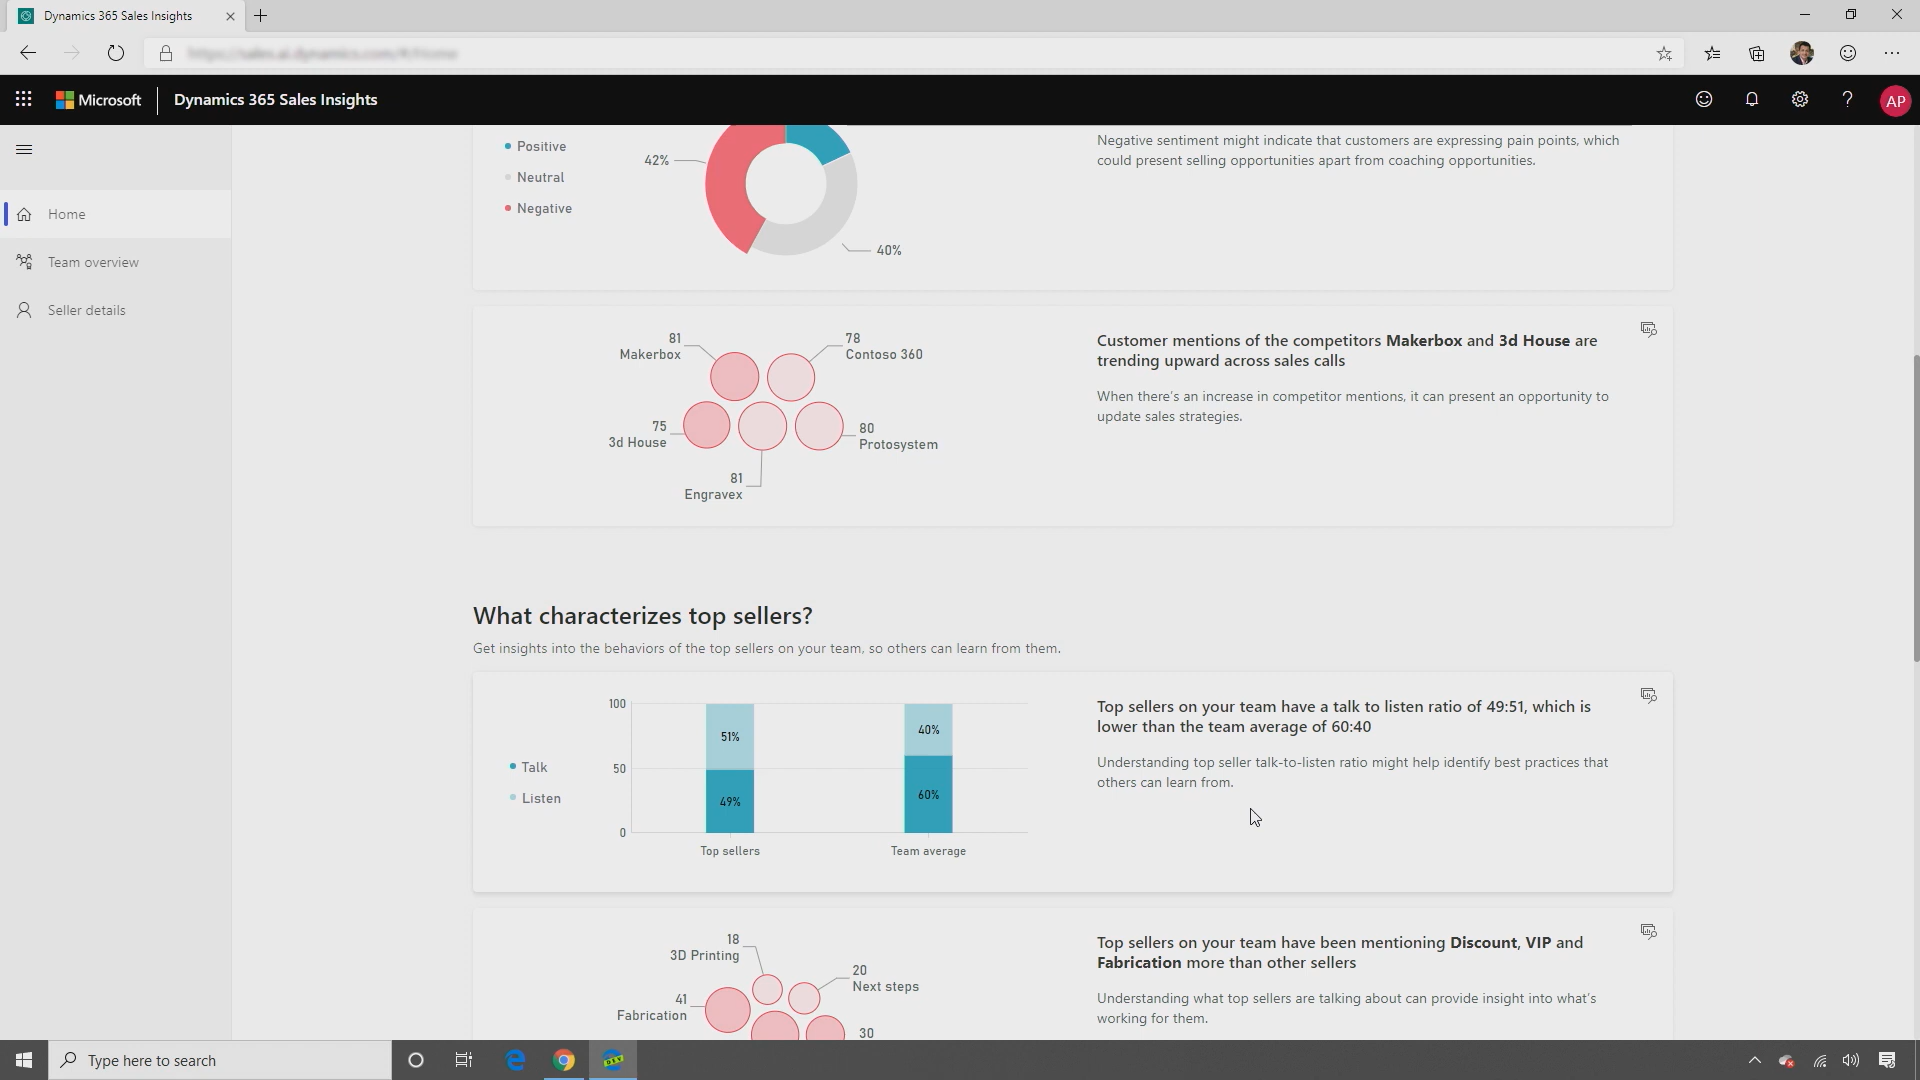 Dynamics 365 Sales Insights
Microsoft
Dynamics 365 Sales Insights
AP
Home
Team overview
Seller details
Positive
Neutral
Negative
42%
40%
Negative sentiment might indicate that customers are expressing pain points, which
could present selling opportunities apart from coaching opportunities.
81
Makerbox
78
Contoso 360
75
3d House
80
Protosystem
81
Engravex
Customer mentions of the competitors Makerbox and 3d House are
trending upward across sales calls
When there's an increase in competitor mentions, it can present an opportunity to
update sales strategies.
What characterizes top sellers?
Get insights into the behaviors of the top sellers on your team, so others can learn from them.
Talk
Listen
100
50
0
51%
49%
40%
60%
Top sellers
Team average
Top sellers on your team have a talk to listen ratio of 49:51, which is
lower than the team average of 60:40
Understanding top seller talk-to-listen ratio might help identify best practices that
others can learn from.
18
3D Printing
20
Next steps
41
Fabrication
30
Top sellers on your team have been mentioning Discount, VIP and
Fabrication more than other sellers
Understanding what top sellers are talking about can provide insight into what's
working for them.
Type here to search
DEV